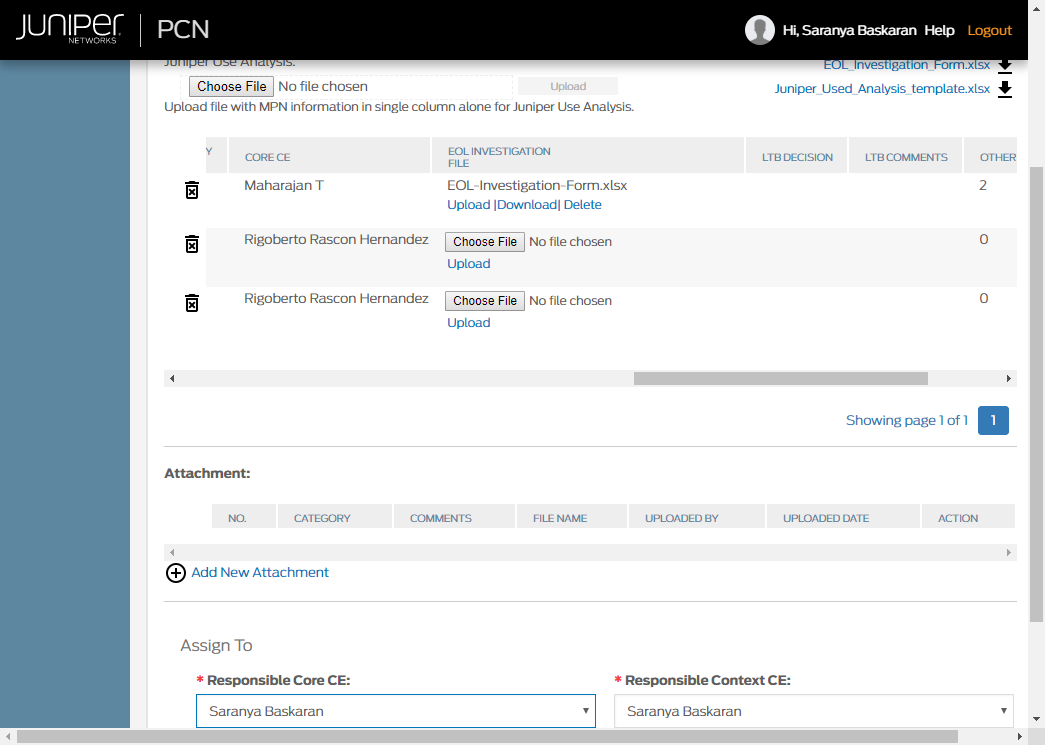 JUNIPER NETWORKS PCN Hi, Saranya Baskaran Help Logout
Juniper Use Analysis.
EOL_Investigation_Form.xlsx
Choose File No file chosen Upload Juniper_Used_Analysis_template.xlsx
Upload file with MPN information in single column alone for Juniper Use Analysis.
Y CORE CE EOL INVESTIGATION FILE LTB DECISION LTB COMMENTS OTHER
Maharajan T EOL-Investigation-Form.xlsx 2
Upload |Download| Delete
Rigoberto Rascon Hernandez Choose File No file chosen 0
Upload
Rigoberto Rascon Hernandez Choose File No file chosen 0
Upload
Showing page 1 of 1 1
Attachment:
NO. CATEGORY COMMENTS FILE NAME UPLOADED BY UPLOADED DATE ACTION
Add New Attachment
Assign To
* Responsible Core CE: * Responsible Context CE:
Saranya Baskaran Saranya Baskaran